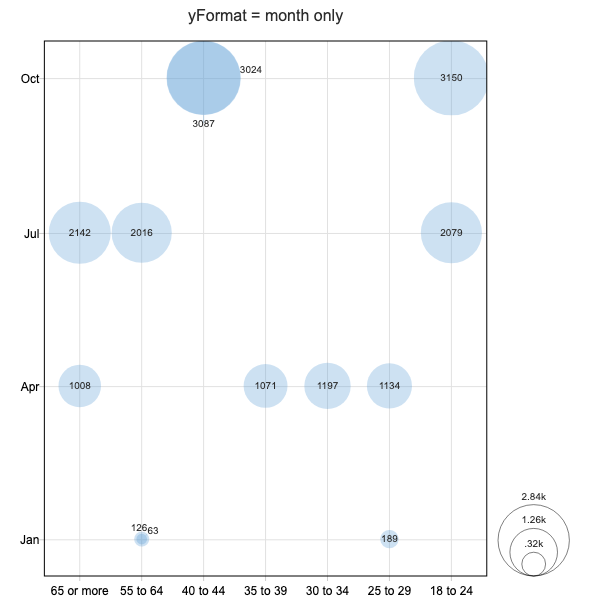 yFormat = month only
Oct
3024
3150
3087
Jul
2142
2016
2079
Apr
1008
1071
1197
1134
2.84k
1.26k
126
63
Jan
189
.32k
65 or more
55 to 64
40 to 44
35 to 39
30 to 34
25 to 29
18 to 24